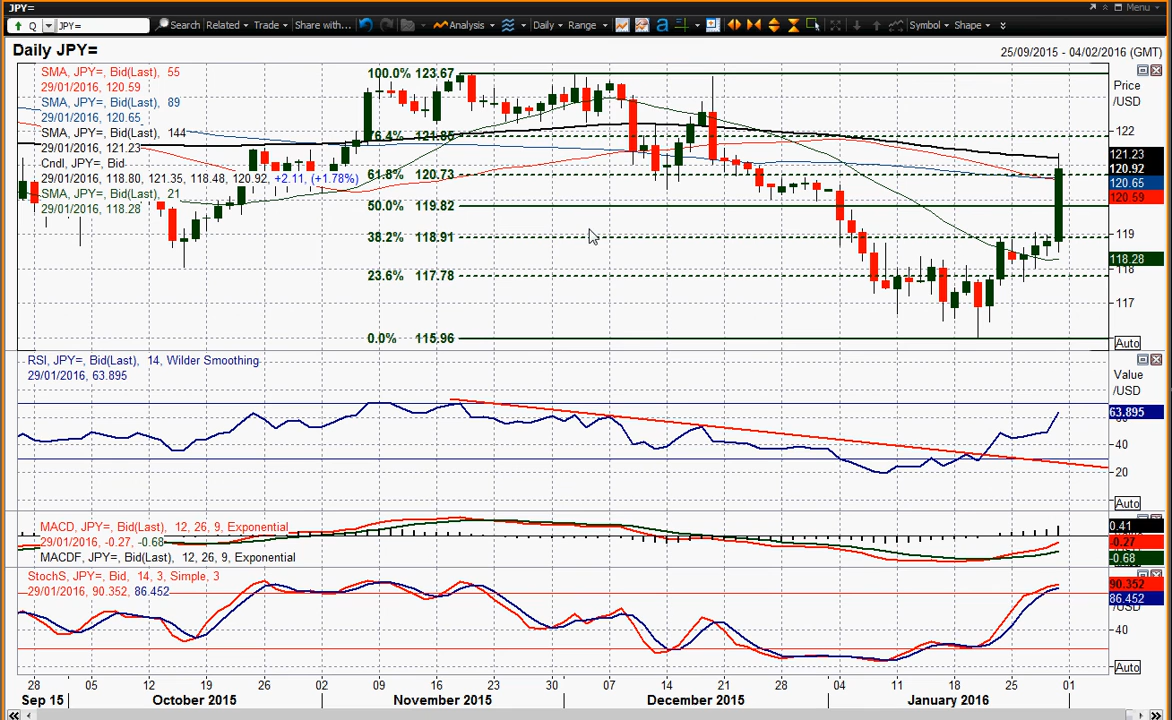 JPY=
Menu
Q JPY= Search Related Trade Share with... Analysis Daily Range Symbol Shape
Daily JPY=
25/09/2015 - 04/02/2016 (GMT)
SMA, JPY=, Bid(Last), 55
29/01/2016, 120.59
SMA, JPY=, Bid(Last), 89
29/01/2016, 120.65
SMA, JPY=, Bid(Last), 144
29/01/2016, 121.23
Cndl, JPY=, Bid
29/01/2016, 118.80, 121.35, 118.48, 120.92, +2.11, (+1.78%)
SMA, JPY=, Bid(Last), 21
29/01/2016, 118.28
100.0% 123.67
76.4% 121.85
61.8% 120.73
50.0% 119.82
38.2% 118.91
23.6% 117.78
0.0% 115.96
Price
/USD
122
121.23
120.92
120.65
120.59
119
118.28
118
117
Auto
RSI, JPY=, Bid(Last), 14, Wilder Smoothing
29/01/2016, 63.895
Value
/USD
63.895
40
20
Auto
MACD, JPY=, Bid(Last), 12, 26, 9, Exponential
29/01/2016, -0.27, -0.68
MACDF, JPY=, Bid(Last), 12, 26, 9, Exponential
0.41
-0.27
-0.68
StochS, JPY=, Bid, 14, 3, Simple, 3
29/01/2016, 90.352, 86.452
90.352
86.452
/USD
40
Auto
28 05 12 19 26 02 09 16 23 30 07 14 21 28 04 11 18 25 01
Sep 15 October 2015 November 2015 December 2015 January 2016